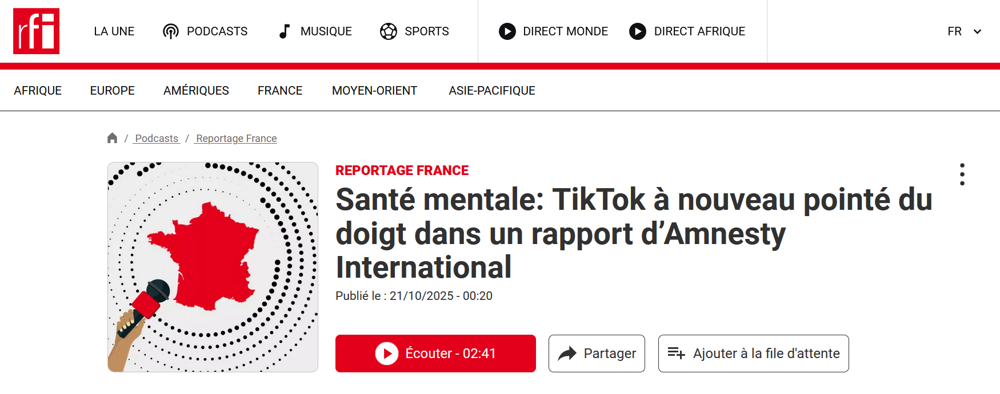 rfi
LA UNE
PODCASTS
MUSIQUE
SPORTS
DIRECT MONDE
DIRECT AFRIQUE
FR
AFRIQUE
EUROPE
AMÉRIQUES
FRANCE
MOYEN-ORIENT
ASIE-PACIFIQUE
/ Podcasts / Reportage France
REPORTAGE FRANCE
Santé mentale: TikTok à nouveau pointé du
doigt dans un rapport d’Amnesty
International
Publié le : 21/10/2025 - 00:20
Écouter - 02:41
Partager
Ajouter à la file d'attente